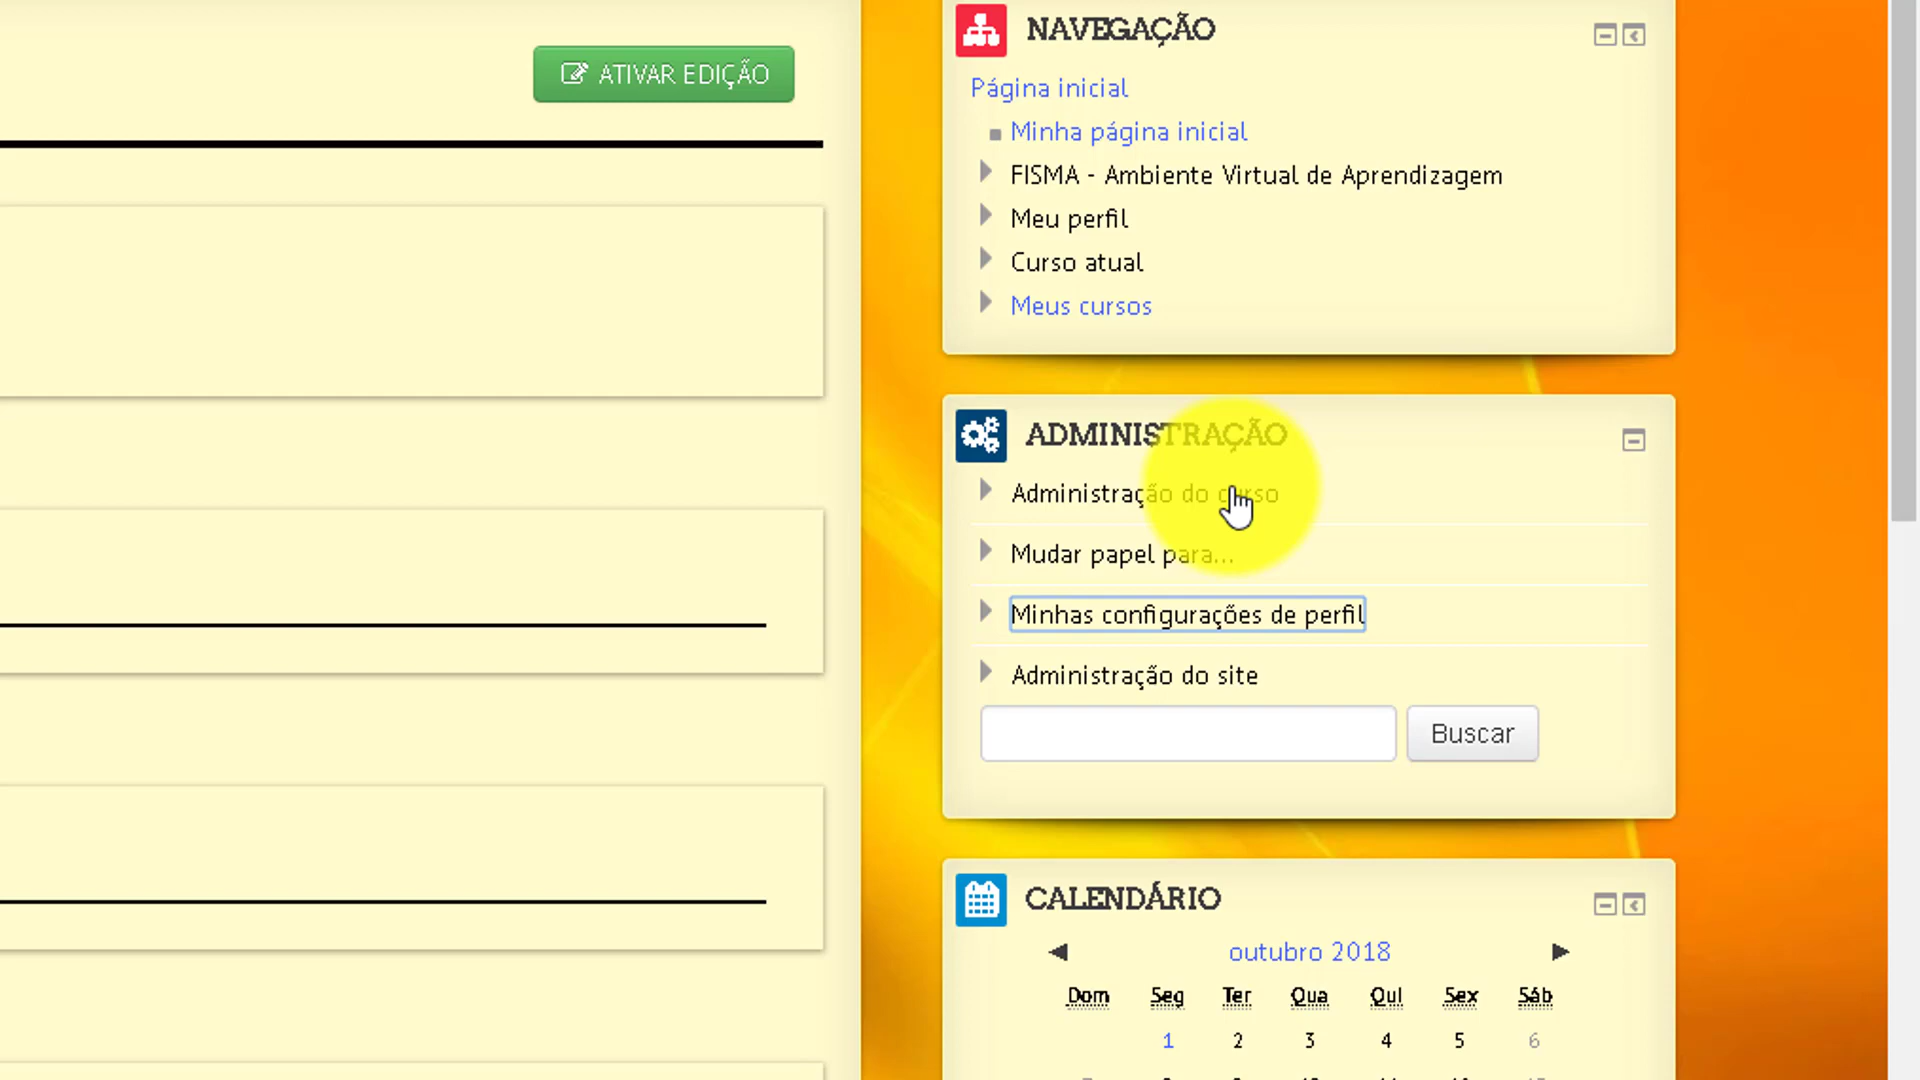 ATIVAR EDIÇÃO
NAVEGAÇÃO
Página inicial
Minha página inicial
FISMA - Ambiente Virtual de Aprendizagem
Meu perfil
Curso atual
Meus cursos
ADMINISTRAÇÃO
Administração do curso
Mudar papel para...
Minhas configurações de perfil
Administração do site
Buscar
CALENDÁRIO
outubro 2018
Dom Seg Ter Qua Qui Sex Sáb
1 2 3 4 5 6